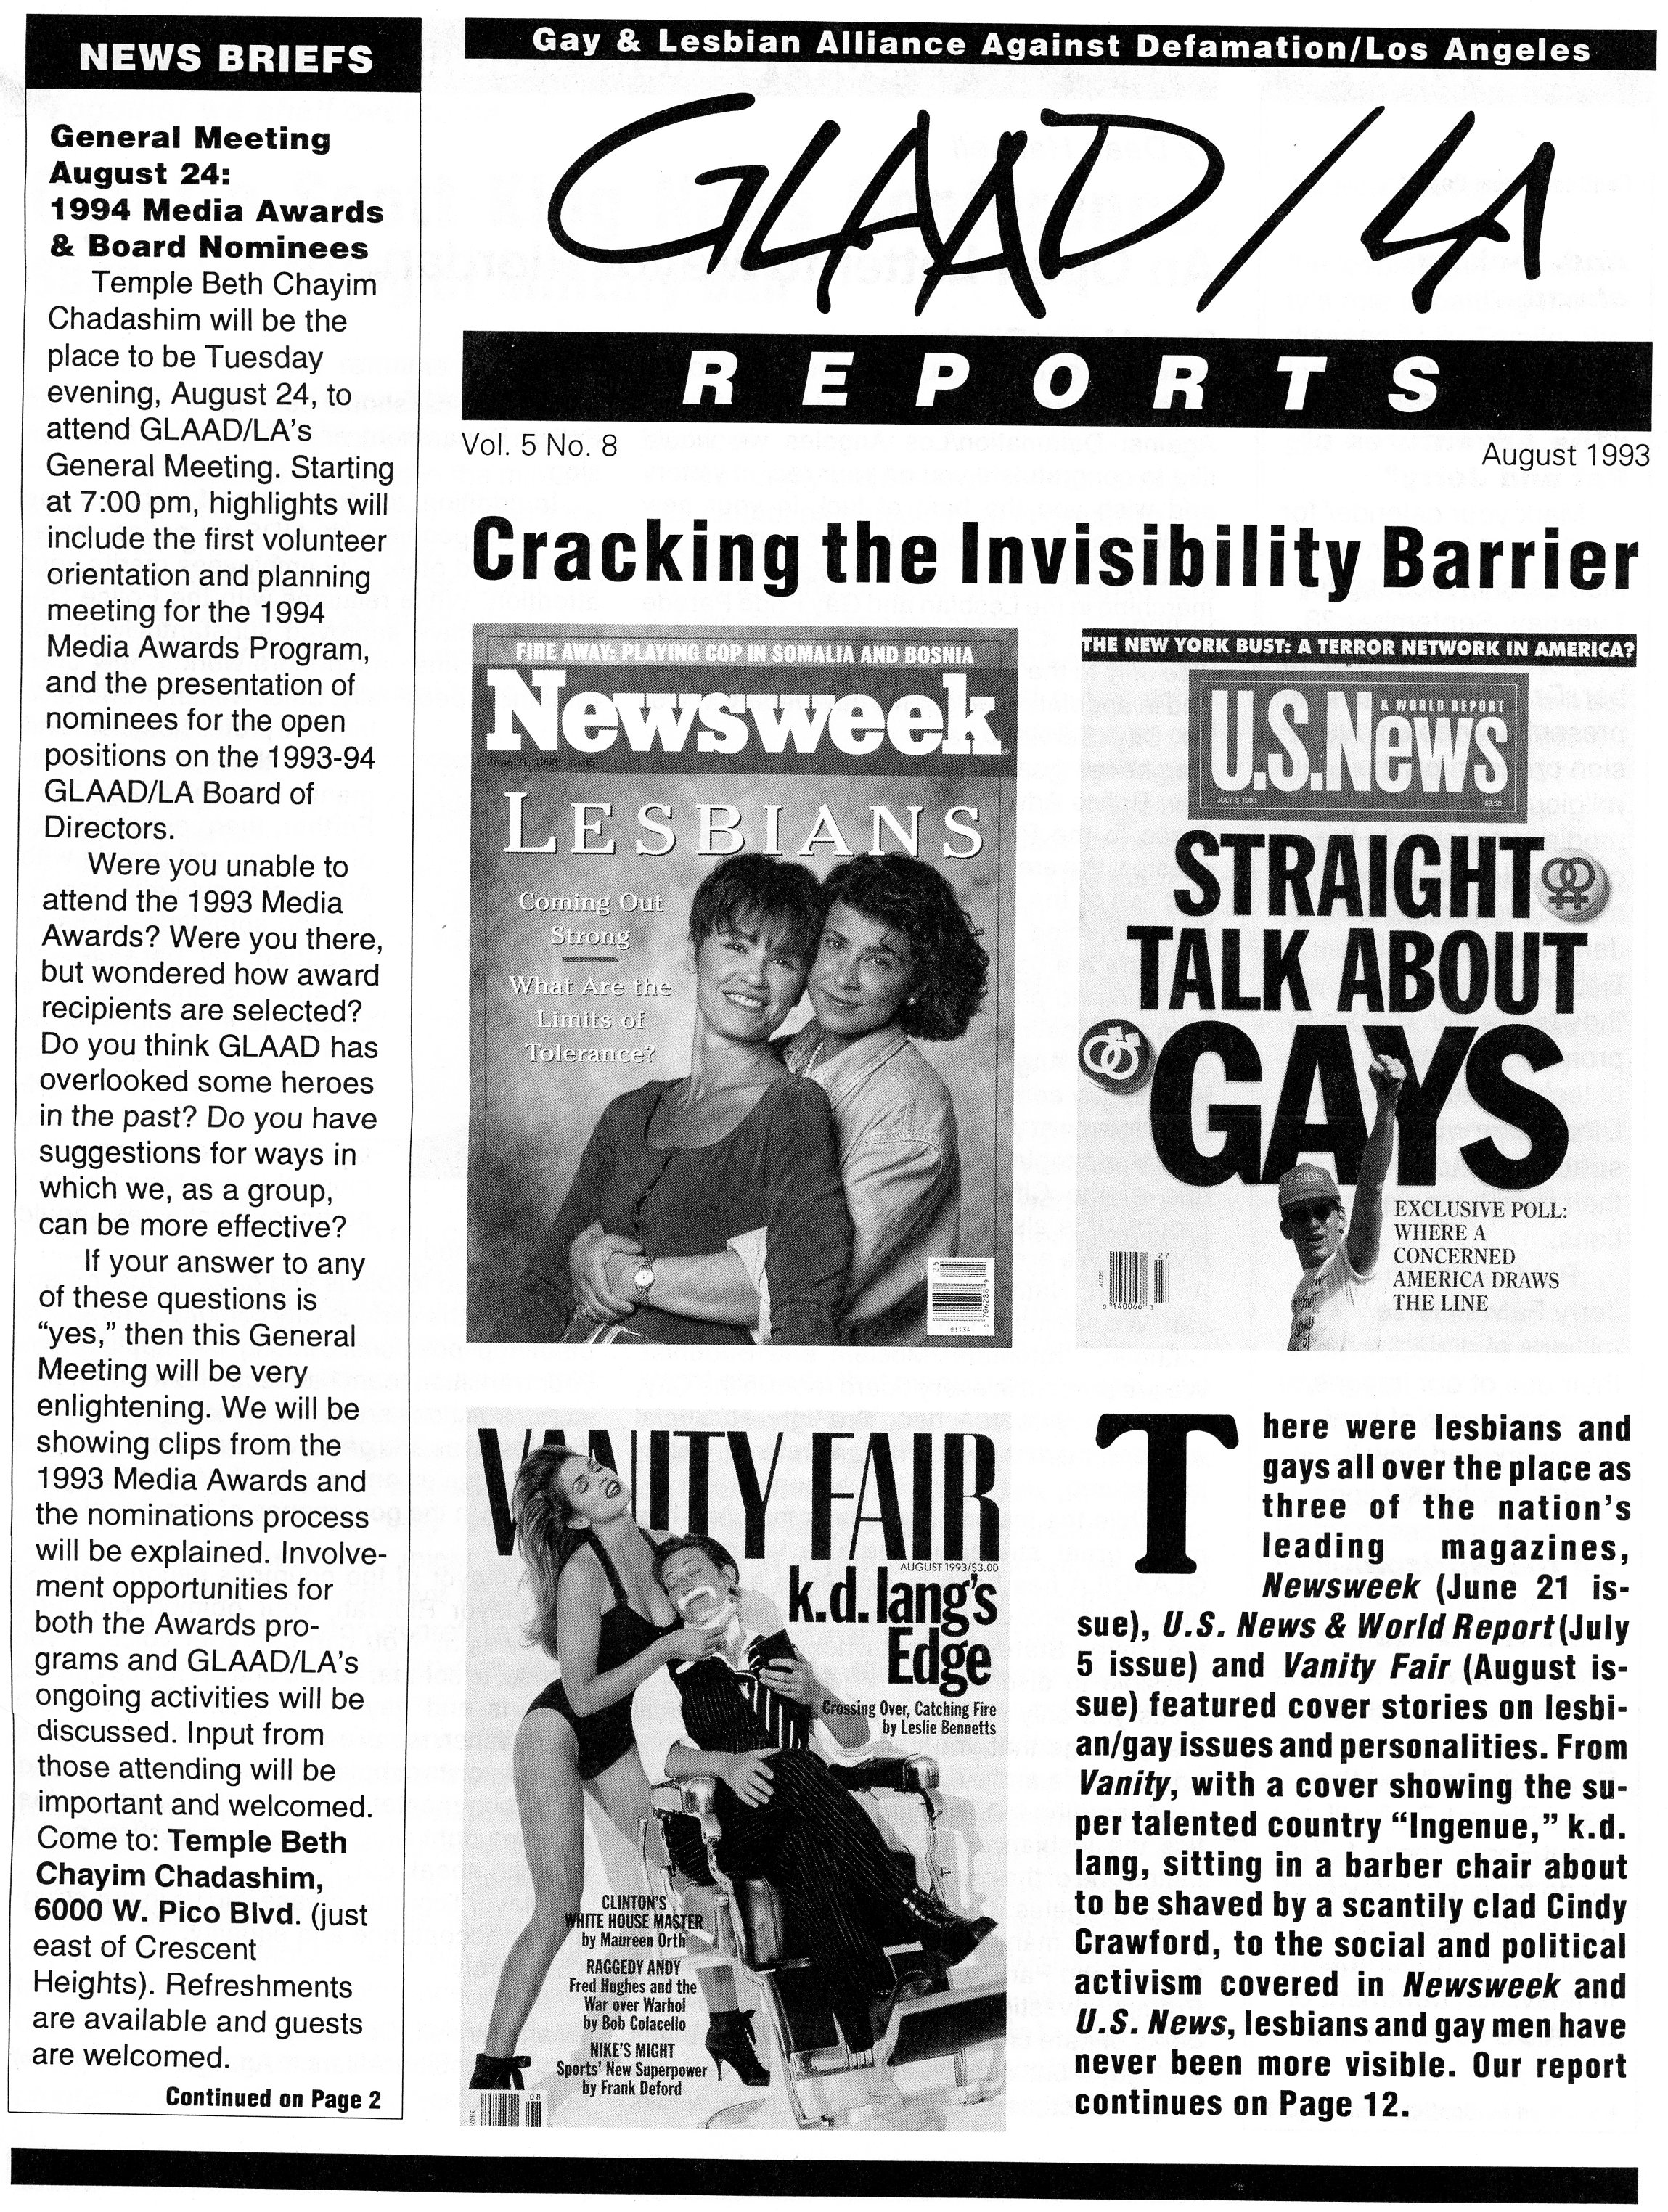 NEWS BRIEFS
General Meeting
August 24:
1994 Media Awards
& Board Nominees
Temple Beth Chayim
Chadashim will be the
place to be Tuesday
evening, August 24, to
attend GLAAD/LA's
General Meeting. Starting
at 7:00 pm, highlights will
include the first volunteer
orientation and planning
meeting for the 1994
Media Awards Program,
and the presentation of
nominees for the open
positions on the 1993-94
GLAAD/LA Board of
Directors.
Were you unable to
attend the 1993 Media
Awards? Were you there,
but wondered how award
recipients are selected?
Do you think GLAAD has
overlooked some heroes
in the past? Do you have
suggestions for ways in
which we, as a group,
can be more effective?
If your answer to any
of these questions is
“yes,” then this General
Meeting will be very
enlightening. We will be
showing clips from the
1993 Media Awards and
the nominations process
will be explained. Involve-
ment opportunities for
both the Awards pro-
grams and GLAAD/LA's
ongoing activities will be
discussed. Input from
those attending will be
important and welcomed.
Come to: Temple Beth
Chayim Chadashim,
6000 W. Pico Blvd. (just
east of Crescent
Heights). Refreshments
are available and guests
are welcomed.
Continued on Page 2
Gay & Lesbian Alliance Against Defamation/Los Angeles
GLAAD/LA
REPORTS
Vol. 5 No. 8
August 1993
Cracking the Invisibility Barrier
FIRE AWAY: PLAYING COP IN SOMALIA AND BOSNIA
Newsweek
June 21, 1993 : $2.95
LESBIANS
Coming Out
Strong
What Are the
Limits of
Tolerance?
25
01134
THE NEW YORK BUST: A TERROR NETWORK IN AMERICA?
U.S.News
& WORLD REPORT
JULY 5, 1993
$2.50
STRAIGHT
TALK ABOUT
GAYS
PRIDE
EXCLUSIVE POLL:
WHERE A
CONCERNED
AMERICA DRAWS
THE LINE
27
0 140066 3
VANITY FAIR
AUGUST 1993/$3.00
k.d. lang's
Edge
Crossing Over, Catching Fire
by Leslie Bennetts
CLINTON'S
WHITE HOUSE MASTER
by Maureen Orth
RAGGEDY ANDY
Fred Hughes and the
War over Warhol
by Bob Colacello
NIKE'S MIGHT
Sports' New Superpower
by Frank Deford
08
There were lesbians and
gays all over the place as
three of the nation's
leading magazines,
Newsweek (June 21 is-
sue), U.S. News & World Report (July
5 issue) and Vanity Fair (August is-
sue) featured cover stories on lesbi-
an/gay issues and personalities. From
Vanity, with a cover showing the su-
per talented country “Ingenue,” k.d.
lang, sitting in a barber chair about
to be shaved by a scantily clad Cindy
Crawford, to the social and political
activism covered in Newsweek and
U.S. News, lesbians and gay men have
never been more visible. Our report
continues on Page 12.